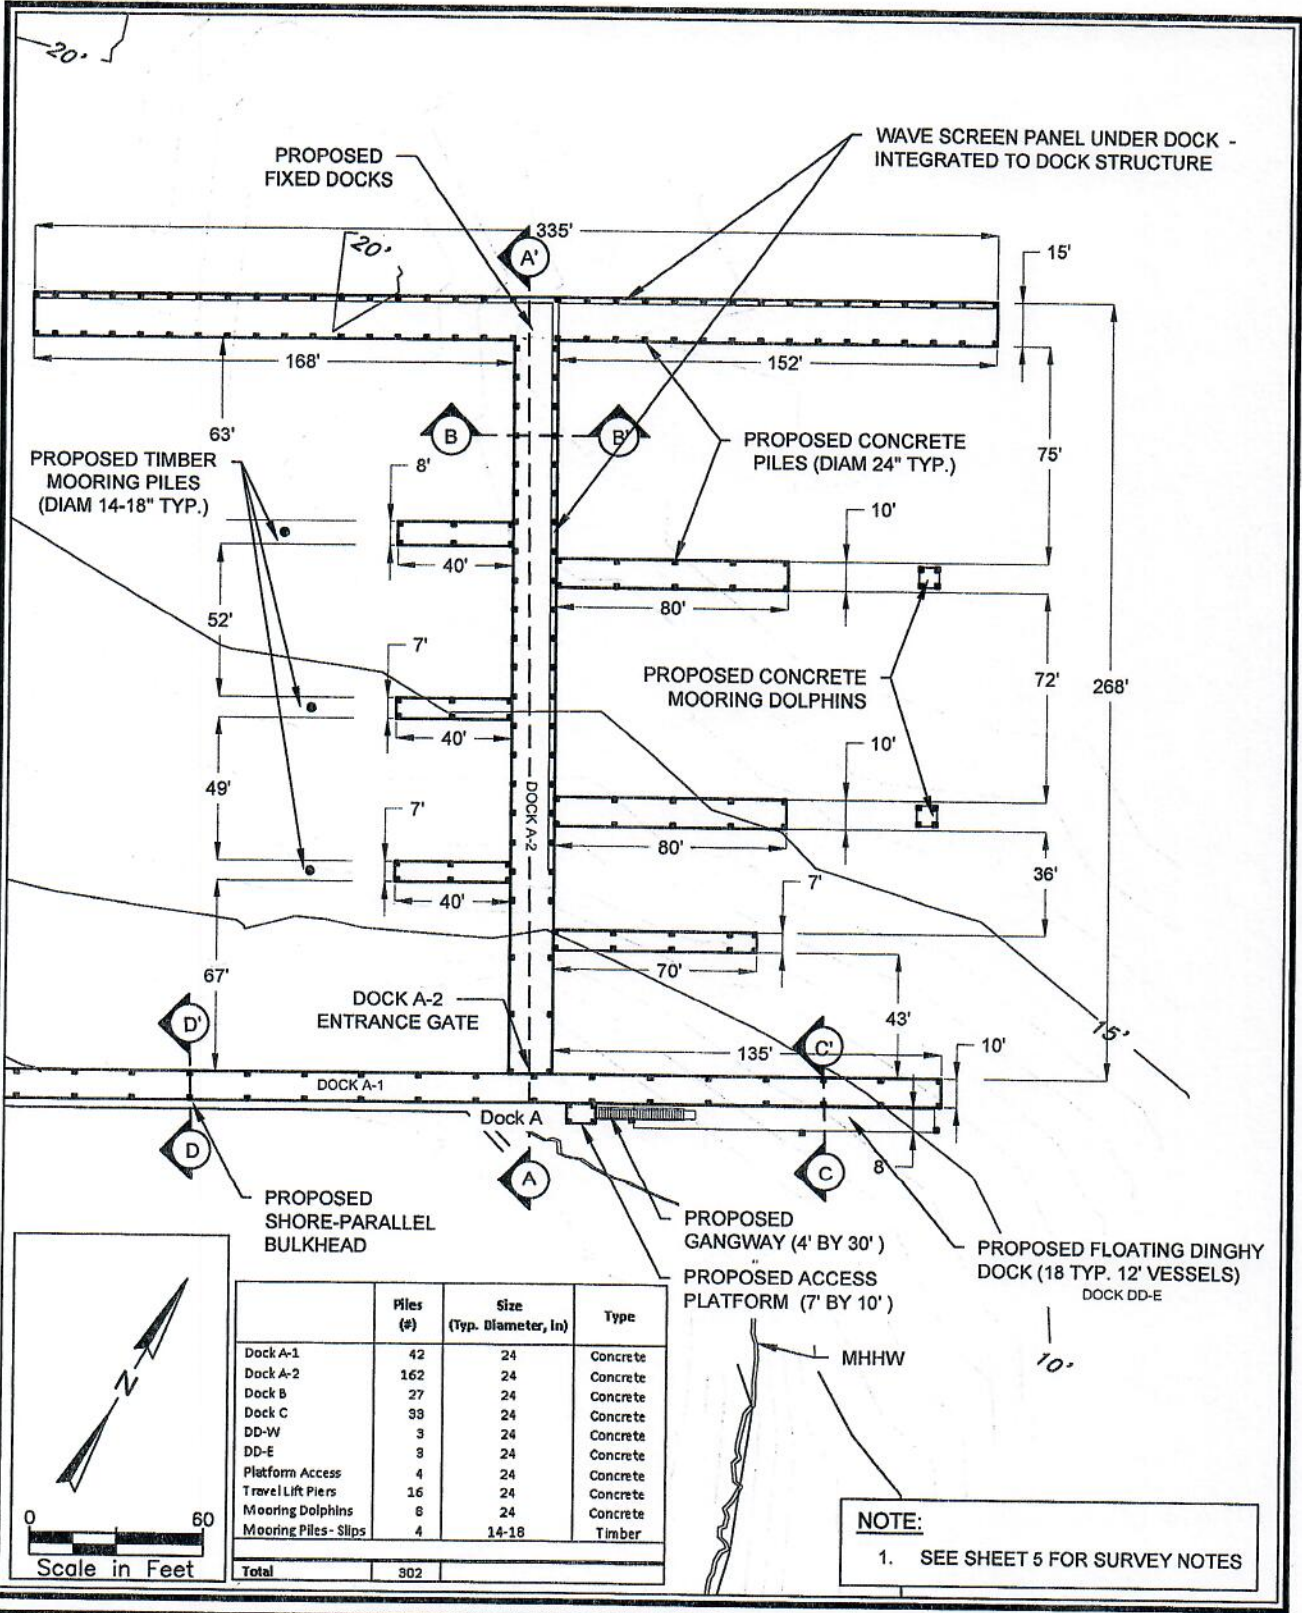 20'
PROPOSED
FIXED DOCKS
WAVE SCREEN PANEL UNDER DOCK -
INTEGRATED TO DOCK STRUCTURE
335'
A'
20'
15'
168'
152'
63'
B
B'
PROPOSED TIMBER
MOORING PILES
(DIAM 14-18" TYP.)
8'
PROPOSED CONCRETE
PILES (DIAM 24" TYP.)
75'
10'
40'
80'
52'
7'
PROPOSED CONCRETE
MOORING DOLPHINS
72'
268'
40'
10'
49'
7'
DOCK A-2
80'
36'
40'
7'
67'
70'
DOCK A-2
ENTRANCE GATE
43'
15'
D'
135'
C'
10'
DOCK A-1
Dock A
D
A
C
8'
PROPOSED
SHORE-PARALLEL
BULKHEAD
PROPOSED
GANGWAY (4' BY 30' )
PROPOSED ACCESS
PLATFORM (7' BY 10' )
PROPOSED FLOATING DINGHY
DOCK (18 TYP. 12' VESSELS)
DOCK DD-E
MHHW
10'
N
0 60
Scale in Feet
Piles
(#)
Size
(Typ. Diameter, in)
Type
Dock A-1 42 24 Concrete
Dock A-2 162 24 Concrete
Dock B 27 24 Concrete
Dock C 33 24 Concrete
DD-W 3 24 Concrete
DD-E 3 24 Concrete
Platform Access 4 24 Concrete
Travel Lift Piers 16 24 Concrete
Mooring Dolphins 8 24 Concrete
Mooring Piles - Slips 4 14-18 Timber
Total 302
NOTE:
1. SEE SHEET 5 FOR SURVEY NOTES